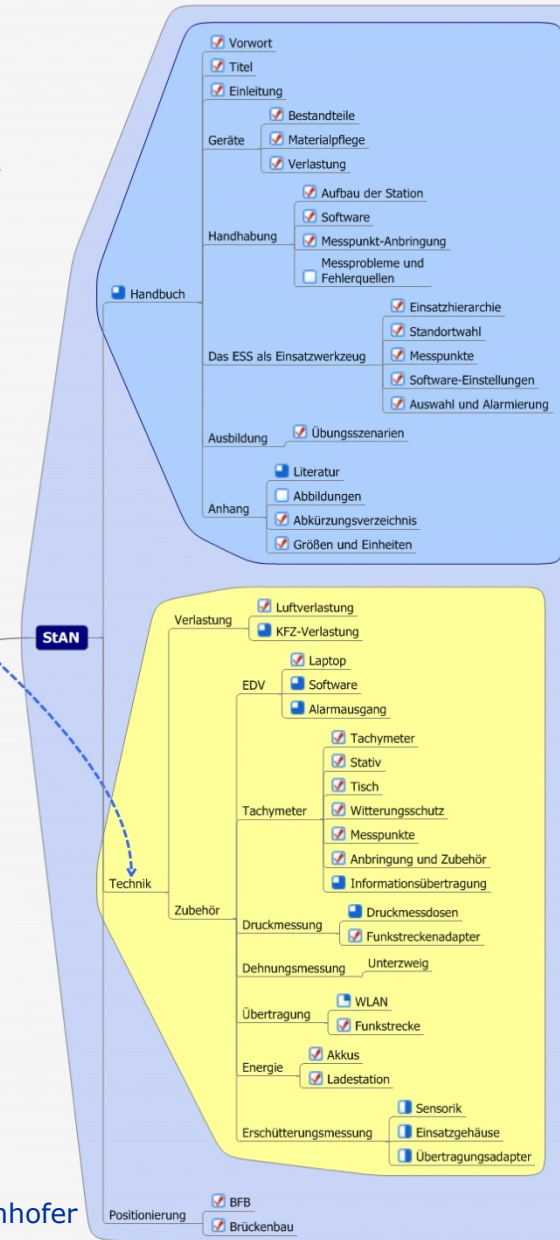 Vorwort
Titel
Einleitung
Geräte
Bestandteile
Materialpflege
Verlastung
Handhabung
Aufbau der Station
Software
Messpunkt-Anbringung
Messprobleme und
Fehlerquellen
Handbuch
Das ESS als Einsatzwerkzeug
Einsatzhierarchie
Standortwahl
Messpunkte
Software-Einstellungen
Auswahl und Alarmierung
Ausbildung
Übungsszenarien
Anhang
Literatur
Abbildungen
Abkürzungsverzeichnis
Größen und Einheiten
StAN
Technik
Verlastung
Luftverlastung
KFZ-Verlastung
Zubehör
EDV
Laptop
Software
Alarmausgang
Tachymeter
Tachymeter
Stativ
Tisch
Witterungsschutz
Messpunkte
Anbringung und Zubehör
Informationsübertragung
Druckmessung
Druckmessdosen
Funkstreckenadapter
Dehnungsmessung
Unterzweig
Übertragung
WLAN
Funkstrecke
Energie
Akkus
Ladestation
Erschütterungsmessung
Sensorik
Einsatzgehäuse
Übertragungsadapter
Positionierung
BFB
Brückenbau
nhofer